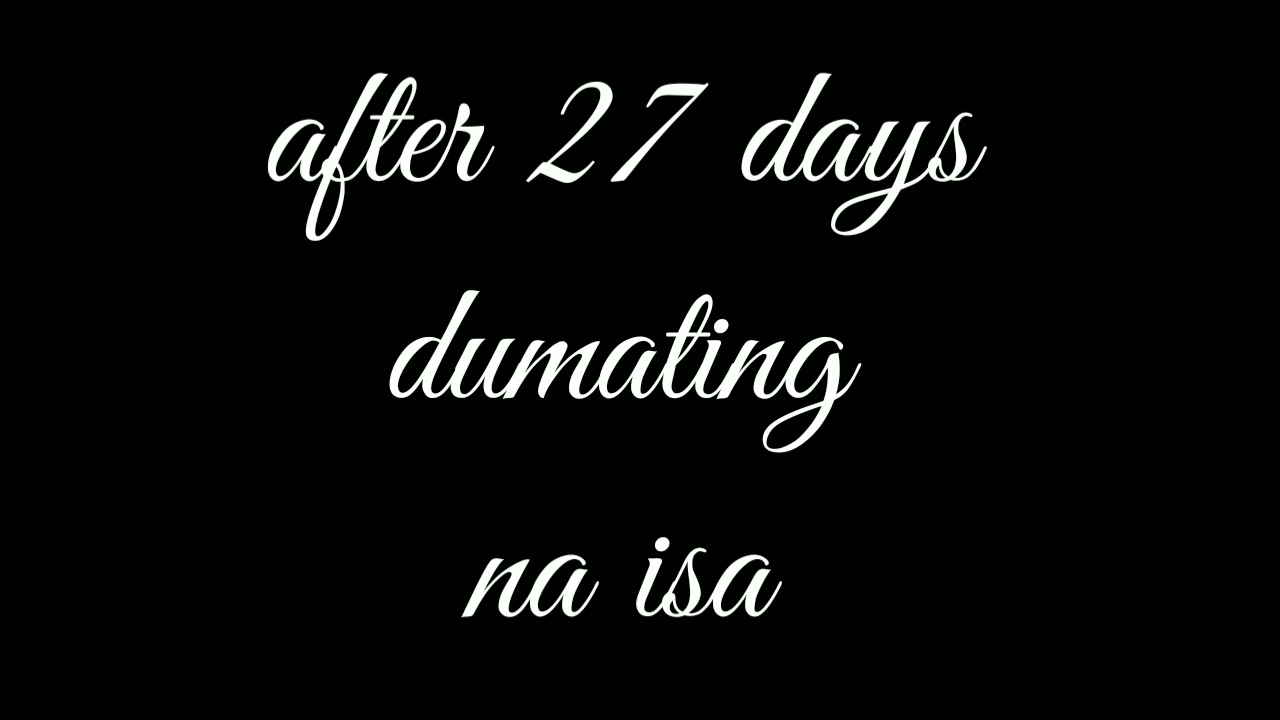 after 27 days
dumating
na isa